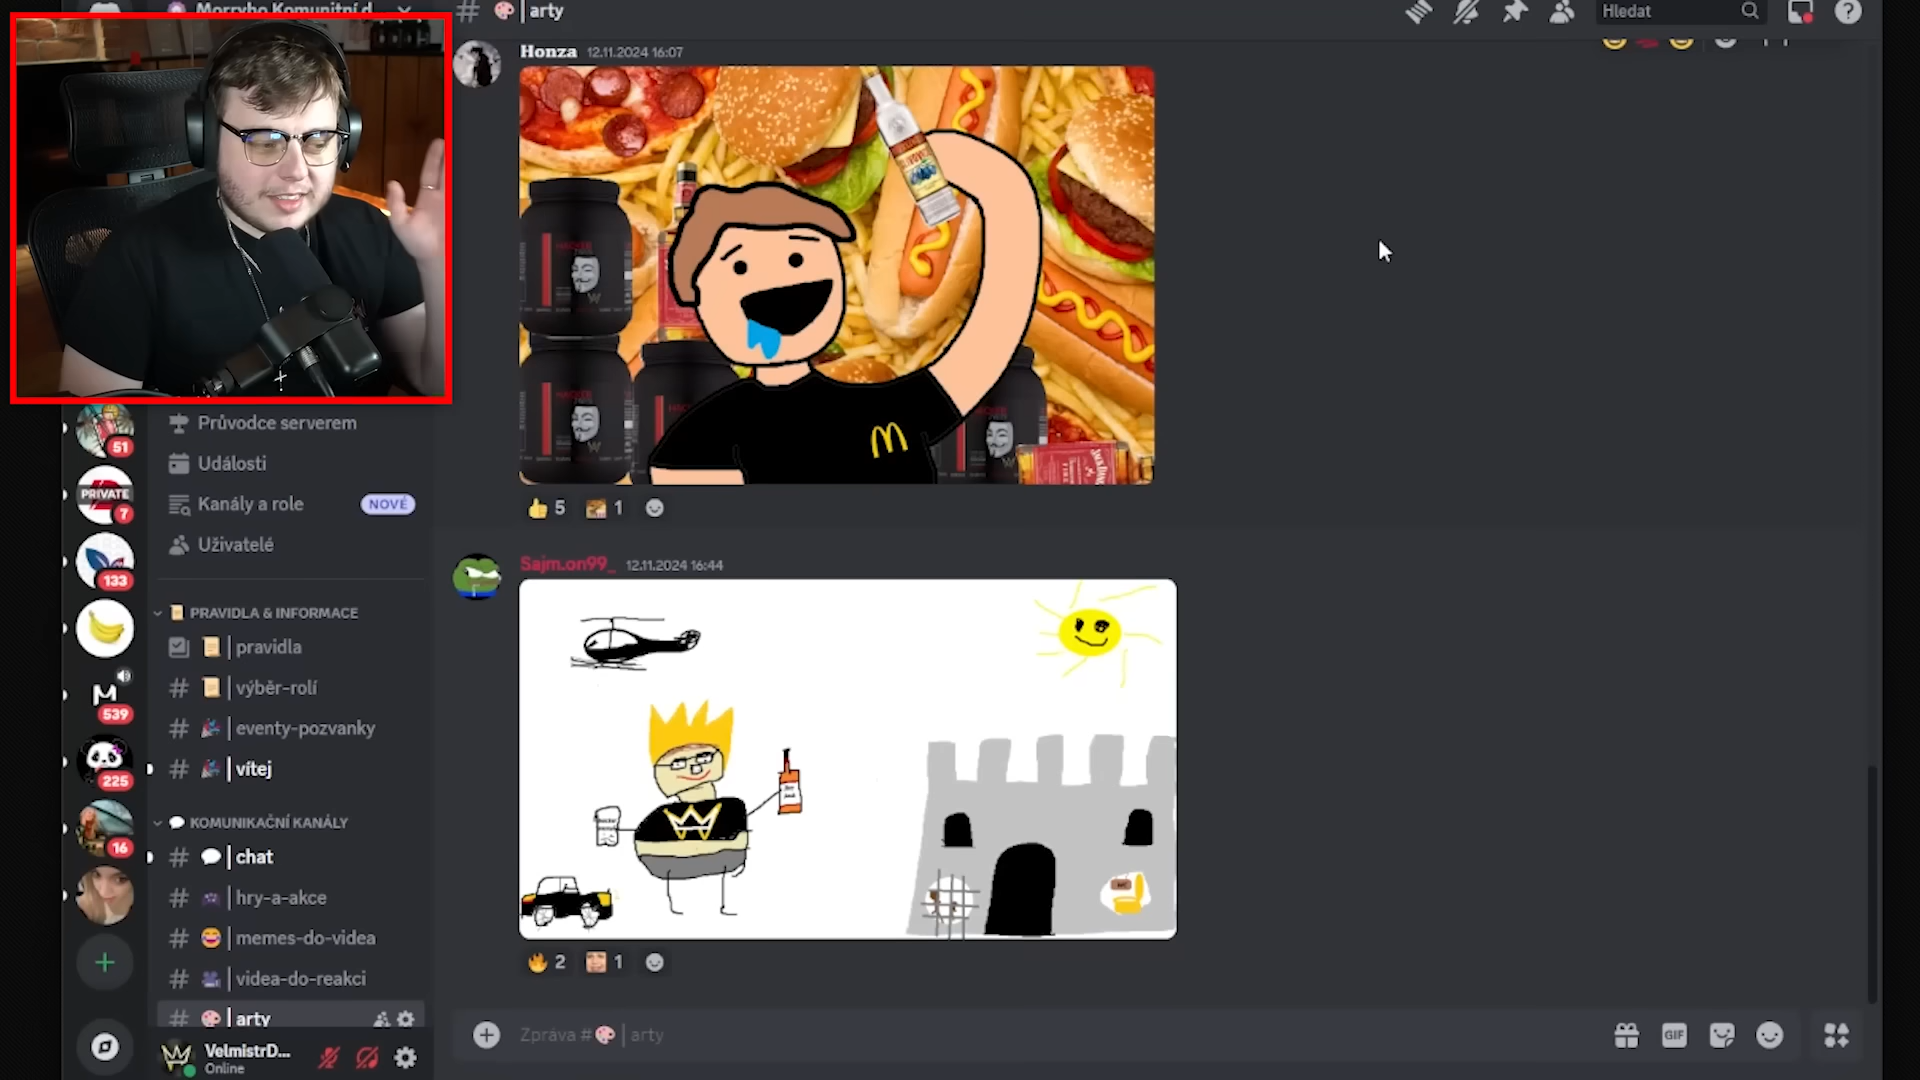 Morryho Komunitní d...
arty
Hledat
Honza 12.11.2024 16:07
HACKER
👍 5 1
51
PRIVATE
7
133
539
225
16
Průvodce serverem
Události
Kanály a role NOVÉ
Uživatelé
PRAVIDLA & INFORMACE
pravidla
výběr-rolí
eventy-pozvanky
vítej
KOMUNIKAČNÍ KANÁLY
chat
hry-a-akce
memes-do-videa
videa-do-reakci
arty
VelmistrD...
Online
Sajm.on99_ 12.11.2024 16:44
🔥 2 1
Zpráva #🎨 | arty
GIF